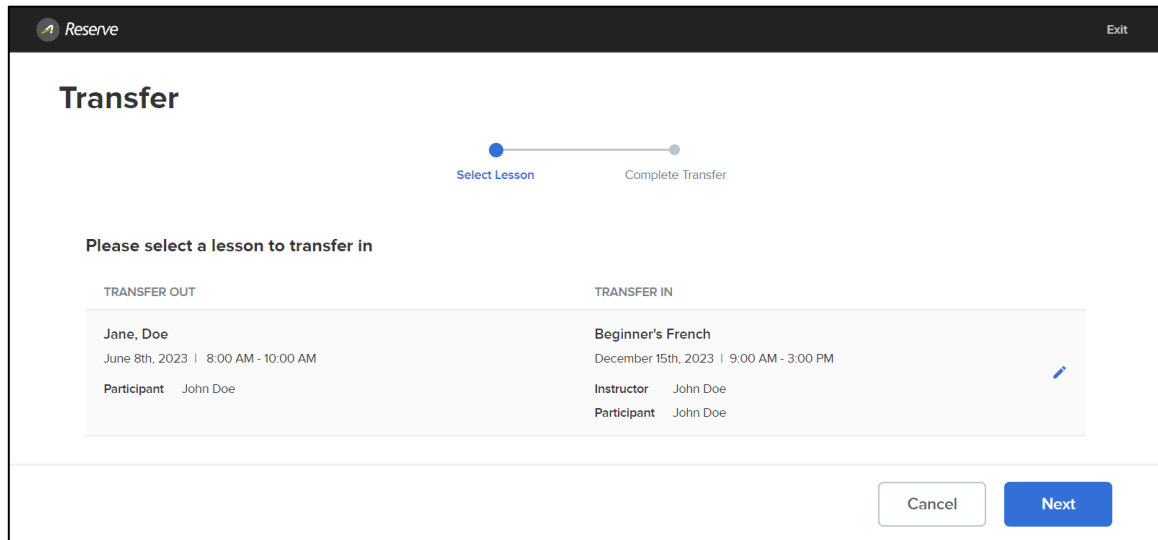 Reserve Exit
Transfer
Select Lesson Complete Transfer
Please select a lesson to transfer in
TRANSFER OUT TRANSFER IN
Jane, Doe Beginner's French
June 8th, 2023 | 8:00 AM - 10:00 AM December 15th, 2023 | 9:00 AM - 3:00 PM
Participant John Doe Instructor John Doe
Participant John Doe
Cancel Next